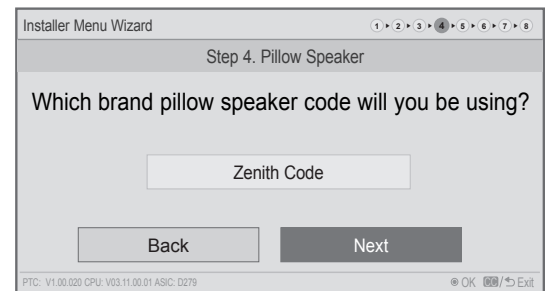 Installer Menu Wizard 1 2 3 4 5 6 7 8
Step 4. Pillow Speaker
Which brand pillow speaker code will you be using?
Zenith Code
Back Next
PTC: V1.00.020 CPU: V03.11.00.01 ASIC: D279 OK CC/ Exit